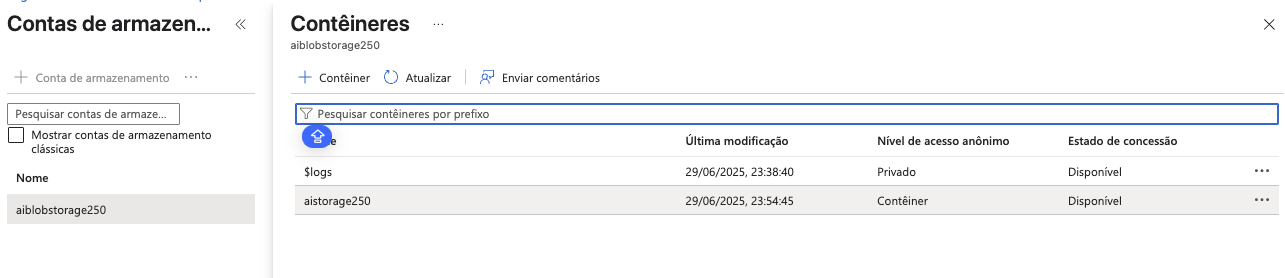 Contas de armazen...
Conta de armazenamento
Pesquisar contas de armaze...
Mostrar contas de armazenamento
clássicas
Nome
aiblobstorage250
Contêineres
aiblobstorage250
Contêiner Atualizar Enviar comentários
Pesquisar contêineres por prefixo
Última modificação Nível de acesso anônimo Estado de concessão
$logs 29/06/2025, 23:38:40 Privado Disponível
aistorage250 29/06/2025, 23:54:45 Contêiner Disponível